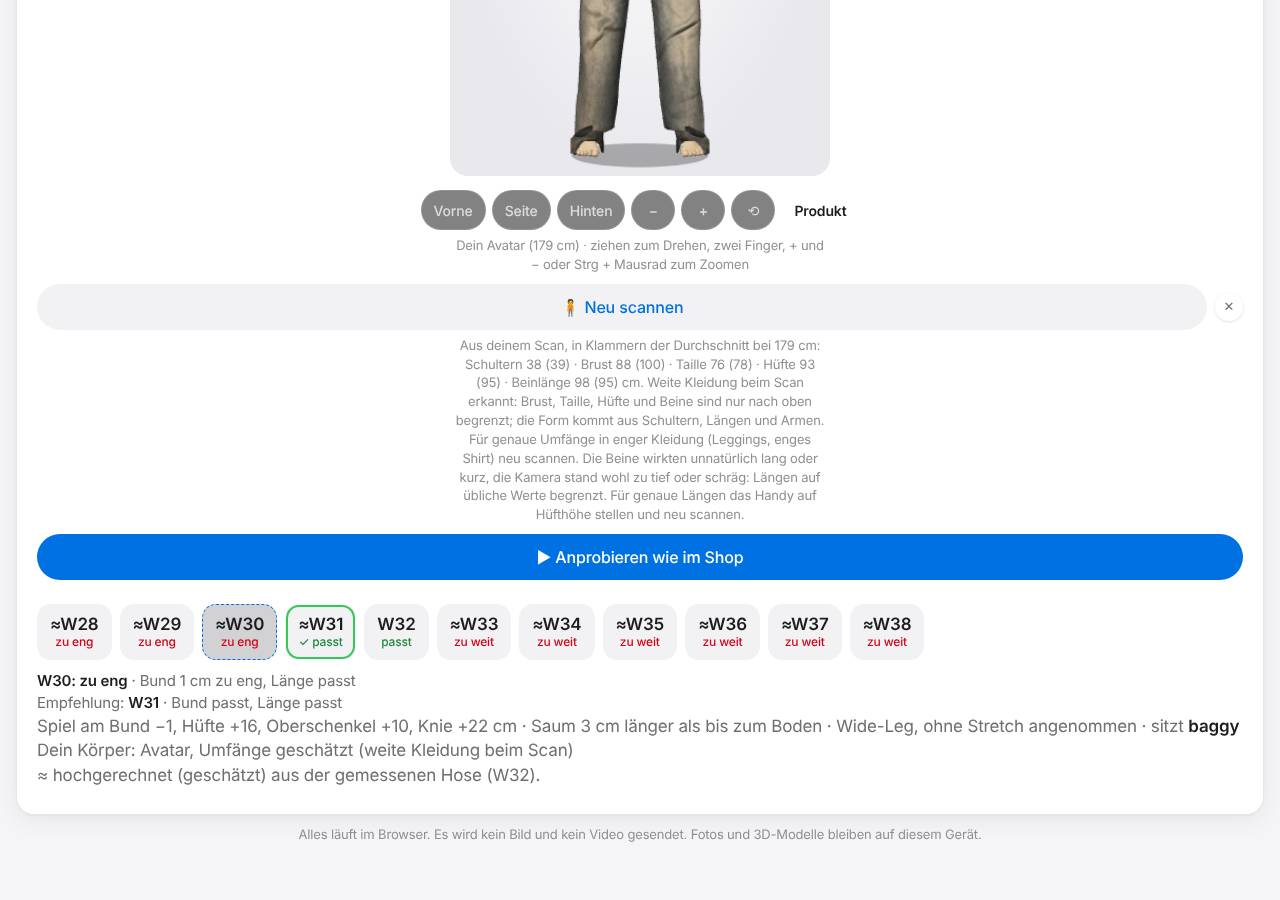 Vorne Seite Hinten − + ⟲ Produkt
Dein Avatar (179 cm) · ziehen zum Drehen, zwei Finger, + und
− oder Strg + Mausrad zum Zoomen
🧍 Neu scannen ×
Aus deinem Scan, in Klammern der Durchschnitt bei 179 cm:
Schultern 38 (39) · Brust 88 (100) · Taille 76 (78) · Hüfte 93
(95) · Beinlänge 98 (95) cm. Weite Kleidung beim Scan
erkannt: Brust, Taille, Hüfte und Beine sind nur nach oben
begrenzt; die Form kommt aus Schultern, Längen und Armen.
Für genaue Umfänge in enger Kleidung (Leggings, enges
Shirt) neu scannen. Die Beine wirkten unnatürlich lang oder
kurz, die Kamera stand wohl zu tief oder schräg: Längen auf
übliche Werte begrenzt. Für genaue Längen das Handy auf
Hüfthöhe stellen und neu scannen.
▶ Anprobieren wie im Shop
≈W28 ≈W29 ≈W30 ≈W31 W32 ≈W33 ≈W34 ≈W35 ≈W36 ≈W37 ≈W38
zu eng zu eng zu eng ✓ passt passt zu weit zu weit zu weit zu weit zu weit zu weit
W30: zu eng · Bund 1 cm zu eng, Länge passt
Empfehlung: W31 · Bund passt, Länge passt
Spiel am Bund −1, Hüfte +16, Oberschenkel +10, Knie +22 cm · Saum 3 cm länger als bis zum Boden · Wide-Leg, ohne Stretch angenommen · sitzt baggy
Dein Körper: Avatar, Umfänge geschätzt (weite Kleidung beim Scan)
≈ hochgerechnet (geschätzt) aus der gemessenen Hose (W32).
Alles läuft im Browser. Es wird kein Bild und kein Video gesendet. Fotos und 3D-Modelle bleiben auf diesem Gerät.